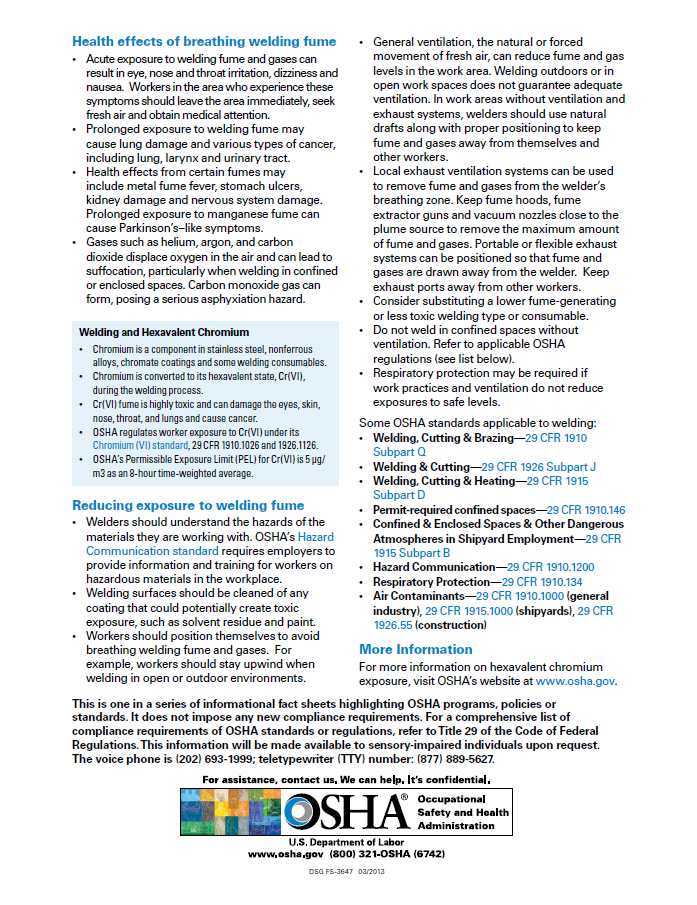 Health effects of breathing welding fume
• Acute exposure to welding fume and gases can
result in eye, nose and throat irritation, dizziness and
nausea. Workers in the area who experience these
symptoms should leave the area immediately, seek
fresh air and obtain medical attention.
• Prolonged exposure to welding fume may
cause lung damage and various types of cancer,
including lung, larynx and urinary tract.
• Health effects from certain fumes may
include metal fume fever, stomach ulcers,
kidney damage and nervous system damage.
Prolonged exposure to manganese fume can
cause Parkinson's–like symptoms.
• Gases such as helium, argon, and carbon
dioxide displace oxygen in the air and can lead to
suffocation, particularly when welding in confined
or enclosed spaces. Carbon monoxide gas can
form, posing a serious asphyxiation hazard.
Welding and Hexavalent Chromium
• Chromium is a component in stainless steel, nonferrous
alloys, chromate coatings and some welding consumables.
• Chromium is converted to its hexavalent state, Cr(VI),
during the welding process.
• Cr(VI) fume is highly toxic and can damage the eyes, skin,
nose, throat, and lungs and cause cancer.
• OSHA regulates worker exposure to Cr(VI) under its
Chromium (VI) standard, 29 CFR 1910.1026 and 1926.1126.
• OSHA's Permissible Exposure Limit (PEL) for Cr(VI) is 5 µg/
m3 as an 8-hour time-weighted average.
Reducing exposure to welding fume
• Welders should understand the hazards of the
materials they are working with. OSHA's Hazard
Communication standard requires employers to
provide information and training for workers on
hazardous materials in the workplace.
• Welding surfaces should be cleaned of any
coating that could potentially create toxic
exposure, such as solvent residue and paint.
• Workers should position themselves to avoid
breathing welding fume and gases. For
example, workers should stay upwind when
welding in open or outdoor environments.
• General ventilation, the natural or forced
movement of fresh air, can reduce fume and gas
levels in the work area. Welding outdoors or in
open work spaces does not guarantee adequate
ventilation. In work areas without ventilation and
exhaust systems, welders should use natural
drafts along with proper positioning to keep
fume and gases away from themselves and
other workers.
• Local exhaust ventilation systems can be used
to remove fume and gases from the welder's
breathing zone. Keep fume hoods, fume
extractor guns and vacuum nozzles close to the
plume source to remove the maximum amount
of fume and gases. Portable or flexible exhaust
systems can be positioned so that fume and
gases are drawn away from the welder. Keep
exhaust ports away from other workers.
• Consider substituting a lower fume-generating
or less toxic welding type or consumable.
• Do not weld in confined spaces without
ventilation. Refer to applicable OSHA
regulations (see list below).
• Respiratory protection may be required if
work practices and ventilation do not reduce
exposures to safe levels.
Some OSHA standards applicable to welding:
• Welding, Cutting & Brazing—29 CFR 1910
Subpart Q
• Welding & Cutting—29 CFR 1926 Subpart J
• Welding, Cutting & Heating—29 CFR 1915
Subpart D
• Permit-required confined spaces—29 CFR 1910.146
• Confined & Enclosed Spaces & Other Dangerous
Atmospheres in Shipyard Employment—29 CFR
1915 Subpart B
• Hazard Communication—29 CFR 1910.1200
• Respiratory Protection—29 CFR 1910.134
• Air Contaminants—29 CFR 1910.1000 (general
industry), 29 CFR 1915.1000 (shipyards), 29 CFR
1926.55 (construction)
More Information
For more information on hexavalent chromium
exposure, visit OSHA's website at www.osha.gov.
This is one in a series of informational fact sheets highlighting OSHA programs, policies or
standards. It does not impose any new compliance requirements. For a comprehensive list of
compliance requirements of OSHA standards or regulations, refer to Title 29 of the Code of Federal
Regulations. This information will be made available to sensory-impaired individuals upon request.
The voice phone is (202) 693-1999; teletypewriter (TTY) number: (877) 889-5627.
For assistance, contact us. We can help. It's confidential.
OSHA®
Occupational
Safety and Health
Administration
U.S. Department of Labor
www.osha.gov (800) 321-OSHA (6742)
DSG FS-3647 03/2013